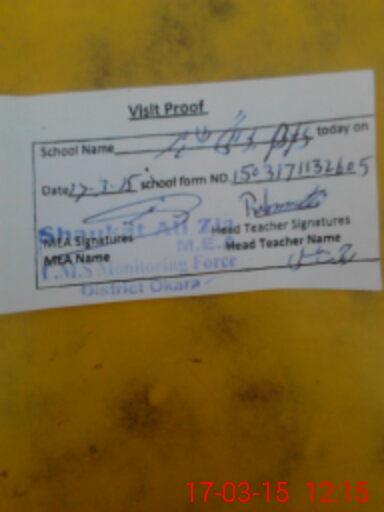 Visit Proof
School Name today on
Date 17-3-15 school form NO. 1503171132605
MEA Signatures Head Teacher Signatures
MEA Name Head Teacher Name
Shaukat Ali Zia
M.E.A
C.M.S Monitoring Force
District Okara
17-03-15 12:15